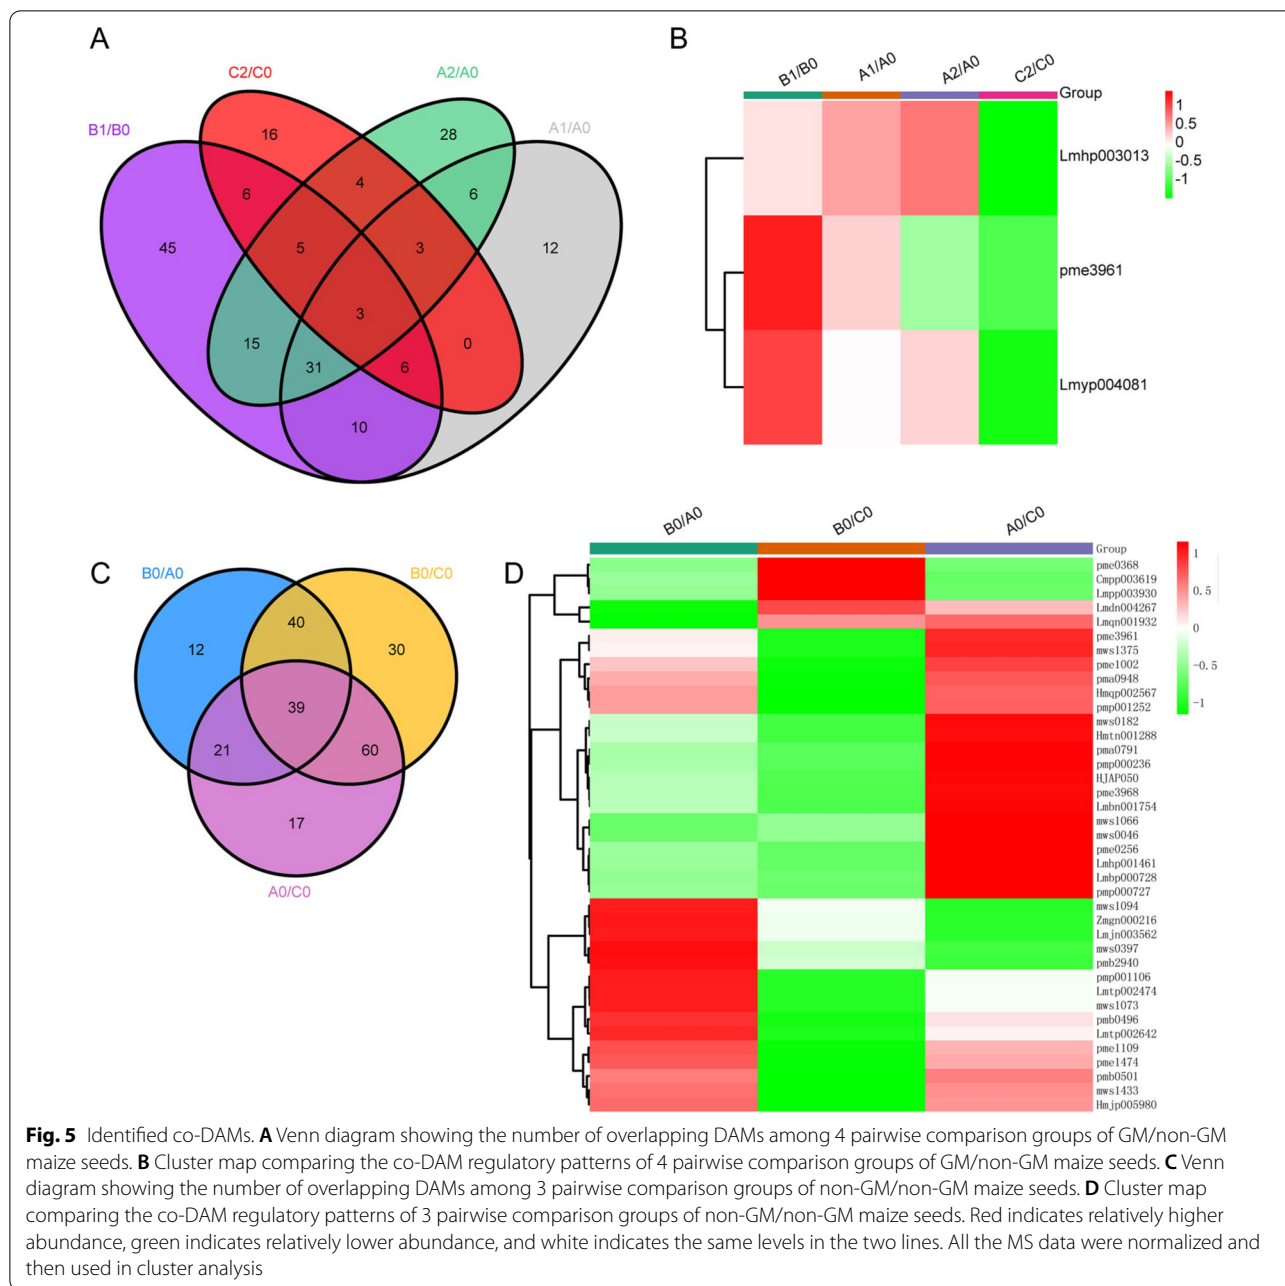 A
C2/C0
A2/A0
B1/B0
A1/A0
16
28
6
4
6
45
5
3
12
3
15
31
6
0
10
B
B1/B0
A1/A0
A2/A0
C2/C0
Group
Lmhp003013
pme3961
Lmyp004081
1
0.5
0
-0.5
-1
C
B0/A0
B0/C0
40
12
30
39
21
60
17
A0/C0
D
B0/A0
B0/C0
A0/C0
Group
pme0368
Cmpp003619
Lmpp003930
Lmdn004267
Lmqn001932
pme3961
mws1375
pme1002
pma0948
Hmqp002567
pmp001252
mws0182
Hmtn001288
pma0791
pmp000236
HJAP050
pme3968
Lmbn001754
mws1066
mws0046
pme0256
Lmhp001461
Lmbp000728
pmp000727
mws1094
Zmgn000216
Lmjn003562
mws0397
pmb2940
pmp001106
Lmtp002474
mws1073
pmb0496
Lmtp002642
pme1109
pme1474
pmb0501
mws1433
Hmjp005980
1
0.5
0
-0.5
-1
Fig. 5 Identified co-DAMs. A Venn diagram showing the number of overlapping DAMs among 4 pairwise comparison groups of GM/non-GM
maize seeds. B Cluster map comparing the co-DAM regulatory patterns of 4 pairwise comparison groups of GM/non-GM maize seeds. C Venn
diagram showing the number of overlapping DAMs among 3 pairwise comparison groups of non-GM/non-GM maize seeds. D Cluster map
comparing the co-DAM regulatory patterns of 3 pairwise comparison groups of non-GM/non-GM maize seeds. Red indicates relatively higher
abundance, green indicates relatively lower abundance, and white indicates the same levels in the two lines. All the MS data were normalized and
then used in cluster analysis